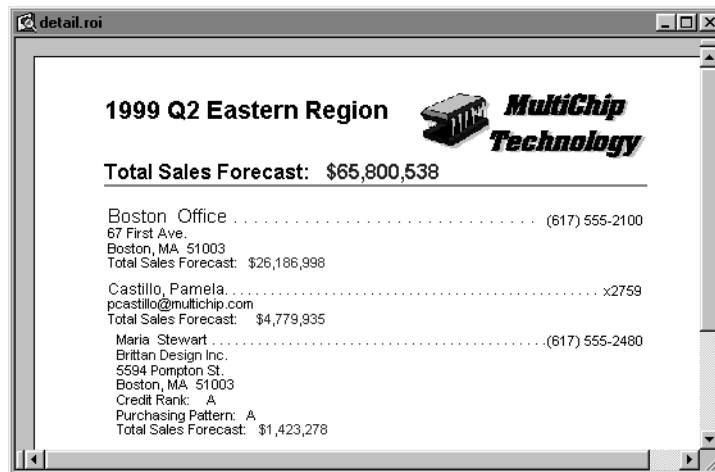 detail.roi
1999 Q2 Eastern Region
MultiChip
Technology
Total Sales Forecast: $65,800,538
Boston Office . . . . . . . . . . . . . . . . . . . . . . . . . . . . . . . (617) 555-2100
67 First Ave.
Boston, MA 51003
Total Sales Forecast: $26,186,998
Castillo, Pamela. . . . . . . . . . . . . . . . . . . . . . . . . . . . . . . . . . . . . . . . . . . . . . . x2759
pcastillo@multichip.com
Total Sales Forecast: $4,779,935
Maria Stewart . . . . . . . . . . . . . . . . . . . . . . . . . . . . . . . . . . . . . . . . . .(617) 555-2480
Brittan Design Inc.
5594 Pompton St.
Boston, MA 51003
Credit Rank: A
Purchasing Pattern: A
Total Sales Forecast: $1,423,278